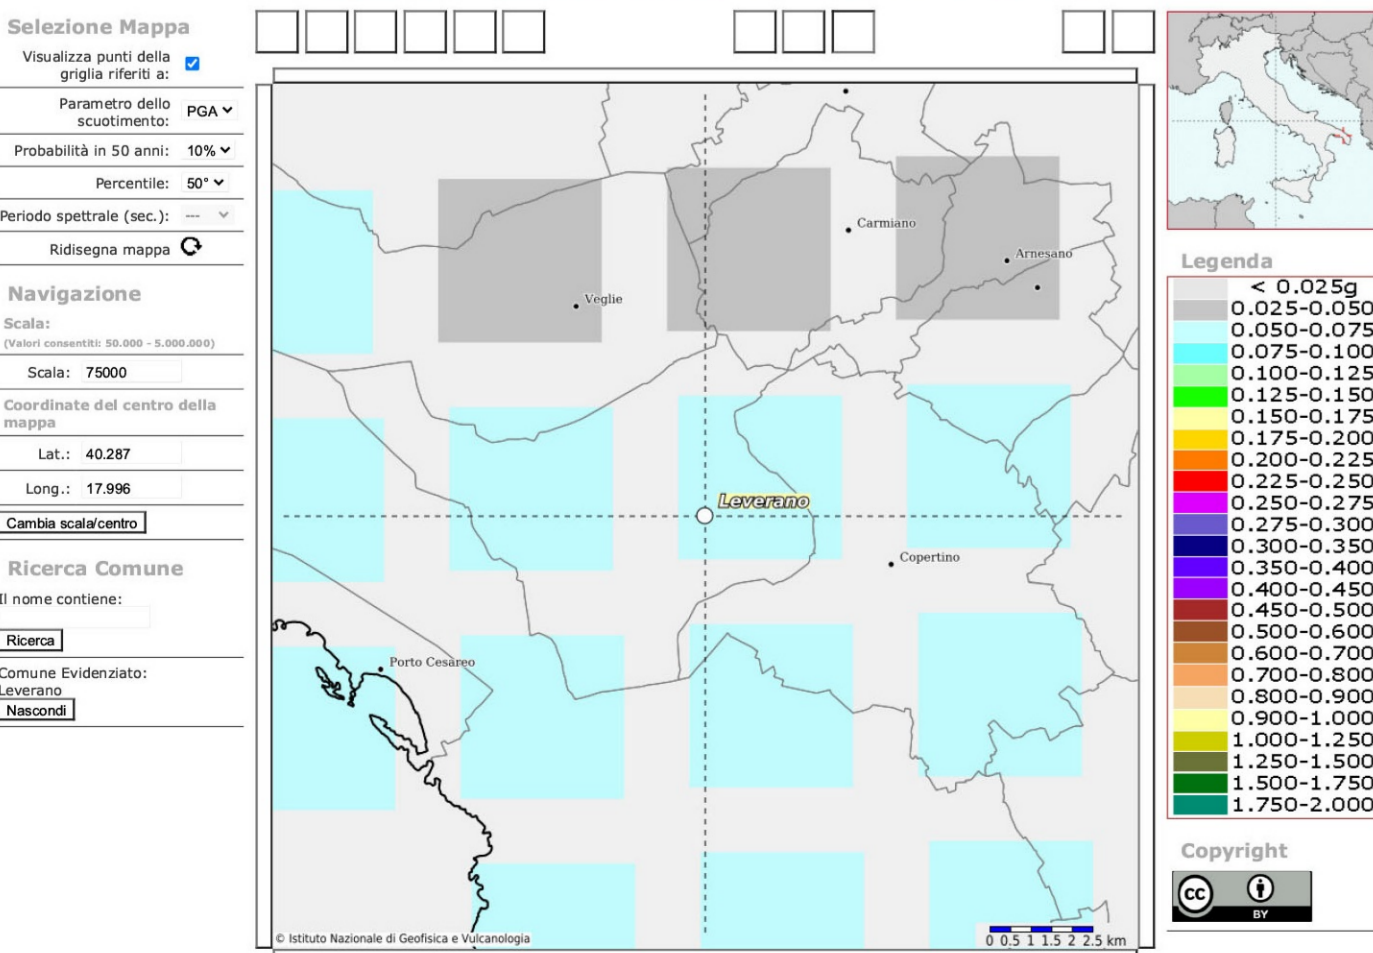 Selezione Mappa
Visualizza punti della
griglia riferiti a:
Parametro dello
scuotimento:
PGA
Probabilità in 50 anni: 10%
Percentile: 50°
Periodo spettrale (sec.): ---
Ridisegna mappa
Navigazione
Scala:
(Valori consentiti: 50.000 - 5.000.000)
Scala: 75000
Coordinate del centro della
mappa
Lat.: 40.287
Long.: 17.996
Cambia scala/centro
Ricerca Comune
Il nome contiene:
Ricerca
Comune Evidenziato:
Leverano
Nascondi
Carmiano
Arnesano
Veglie
Leverano
Copertino
Porto Cesareo
© Istituto Nazionale di Geofisica e Vulcanologia
0 0.5 1 1.5 2 2.5 km
Legenda
< 0.025g
0.025-0.050
0.050-0.075
0.075-0.100
0.100-0.125
0.125-0.150
0.150-0.175
0.175-0.200
0.200-0.225
0.225-0.250
0.250-0.275
0.275-0.300
0.300-0.350
0.350-0.400
0.400-0.450
0.450-0.500
0.500-0.600
0.600-0.700
0.700-0.800
0.800-0.900
0.900-1.000
1.000-1.250
1.250-1.500
1.500-1.750
1.750-2.000
Copyright
cc
BY